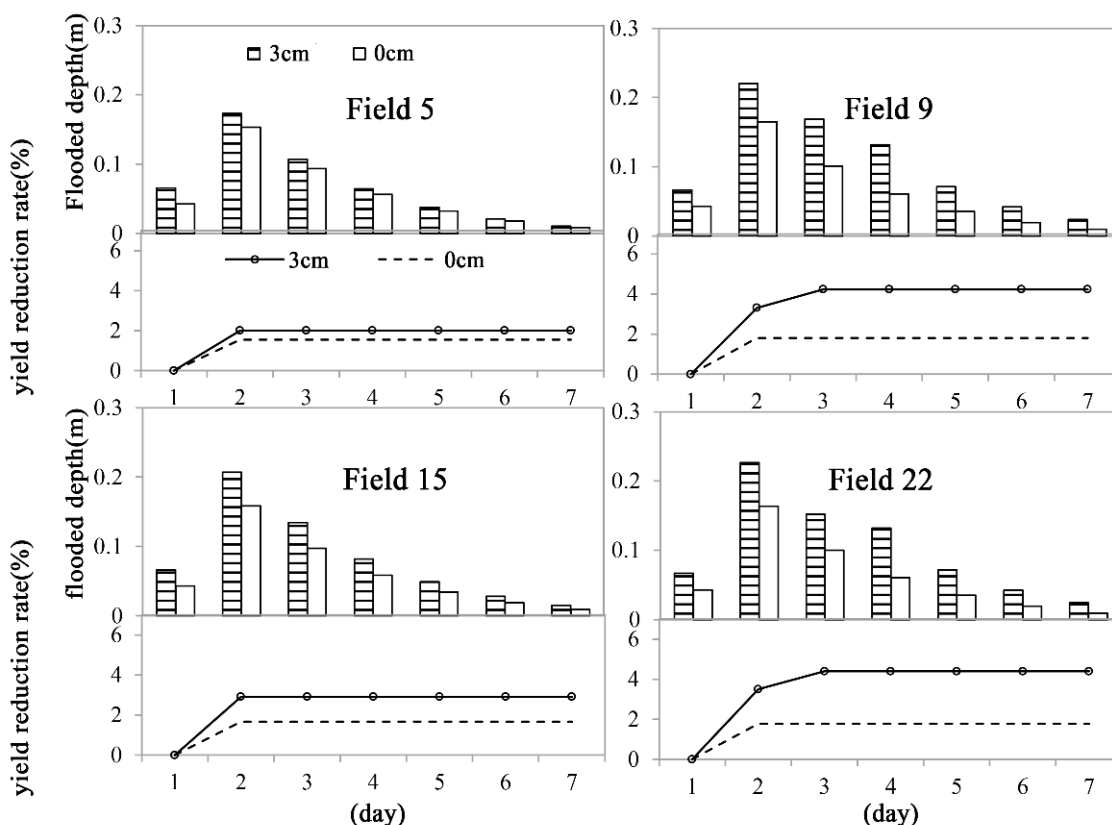 Flooded depth(m)
0.3
0.2
0.1
0
3cm 0cm
Field 5
yield reduction rate(%)
6
4
2
0
3cm 0cm
1 2 3 4 5 6 7
0.3
0.2
0.1
0
Field 9
6
4
2
0
1 2 3 4 5 6 7
flooded depth(m)
0.3
0.2
0.1
0
Field 15
yield reduction rate(%)
6
4
2
0
1 2 3 4 5 6 7
(day)
0.3
0.2
0.1
0
Field 22
6
4
2
0
1 2 3 4 5 6 7
(day)